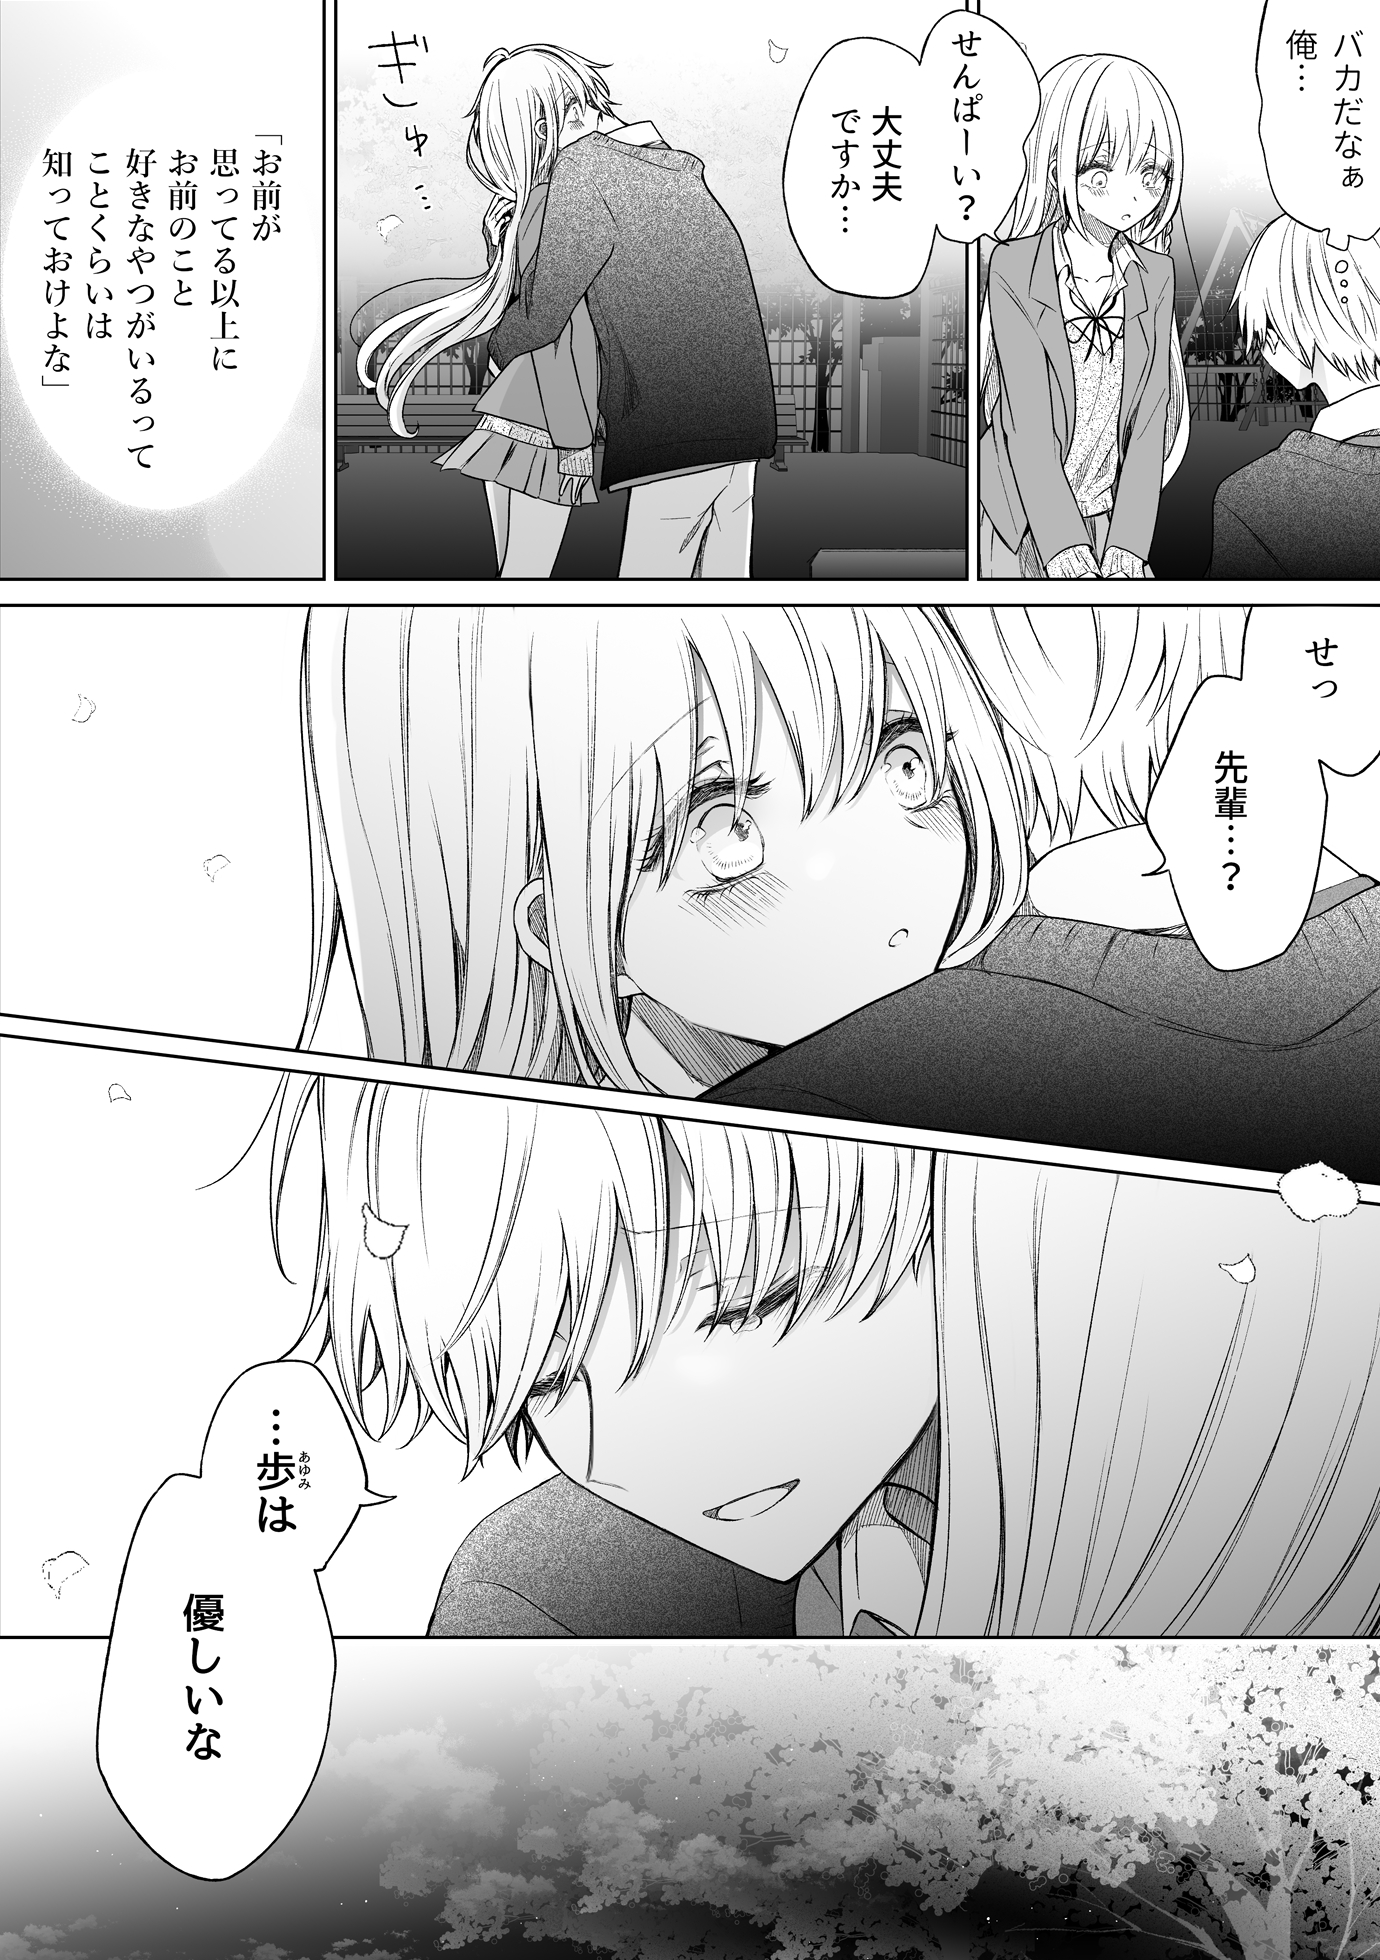 バカだなぁ
俺…
せんぱーい？
大丈夫
ですか…
ぎゅ…
「お前が
思ってる以上に
お前のこと
好きなやつがいるって
ことくらいは
知っておけよな」
せっ
先輩…？
…歩は
あゆみ
優しいな